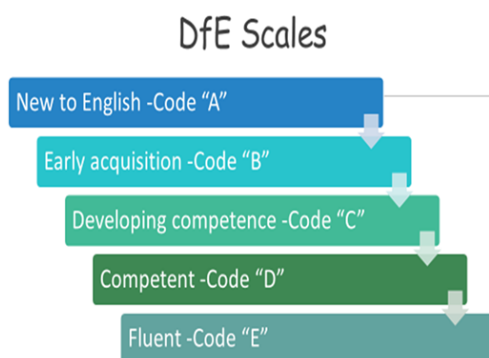 DfE Scales
New to English -Code “A”
Early acquisition -Code “B”
Developing competence -Code “C”
Competent -Code “D”
Fluent -Code “E”